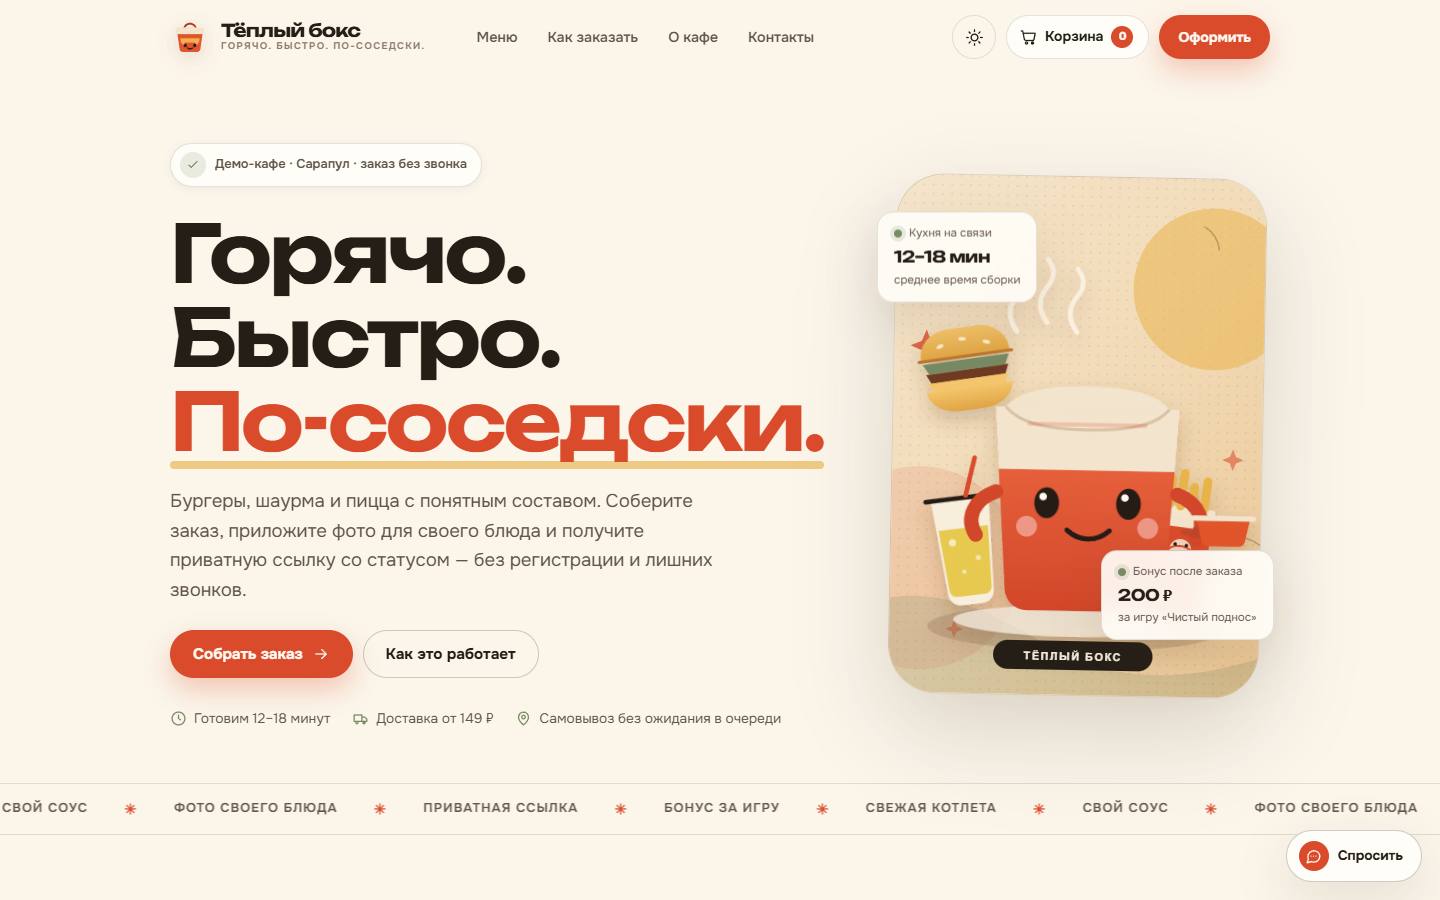 Тёплый бокс
ГОРЯЧО. БЫСТРО. ПО-СОСЕДСКИ.
Меню
Как заказать
О кафе
Контакты
Корзина 0
Оформить
Демо-кафе · Сарапул · заказ без звонка
Горячо.
Быстро.
По-соседски.
Бургеры, шаурма и пицца с понятным составом. Соберите
заказ, приложите фото для своего блюда и получите
приватную ссылку со статусом — без регистрации и лишних
звонков.
Собрать заказ →
Как это работает
Готовим 12–18 минут
Доставка от 149 ₽
Самовывоз без ожидания в очереди
Кухня на связи
12–18 мин
среднее время сборки
Бонус после заказа
200 ₽
за игру «Чистый поднос»
ТЁПЛЫЙ БОКС
СВОЙ СОУС
ФОТО СВОЕГО БЛЮДА
ПРИВАТНАЯ ССЫЛКА
БОНУС ЗА ИГРУ
СВЕЖАЯ КОТЛЕТА
СВОЙ СОУС
ФОТО СВОЕГО БЛЮДА
Спросить